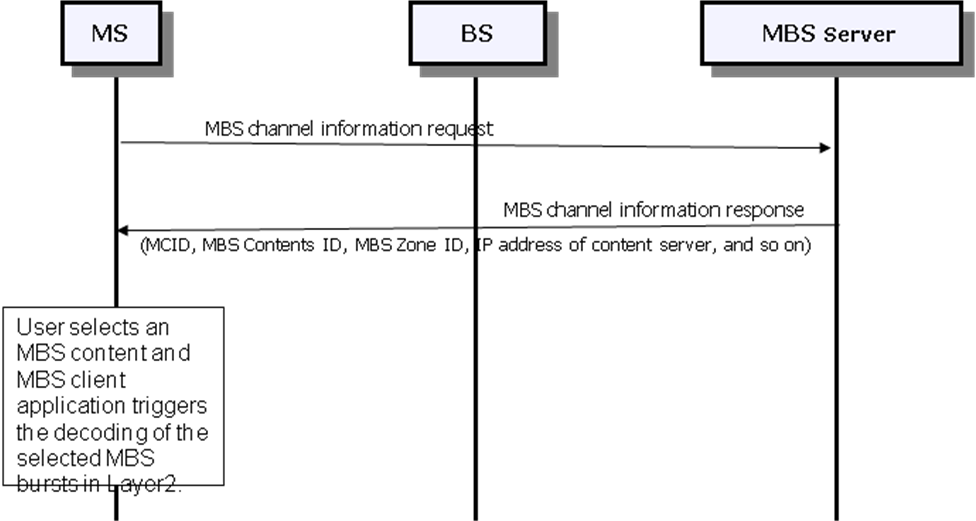 MS
BS
MBS Server
MBS channel information request
MBS channel information response
(MCID, MBS Contents ID, MBS Zone ID, IP address of content server, and so on)
User selects an
MBS content and
MBS client
application triggers
the decoding of the
selected MBS
bursts in Layer2.